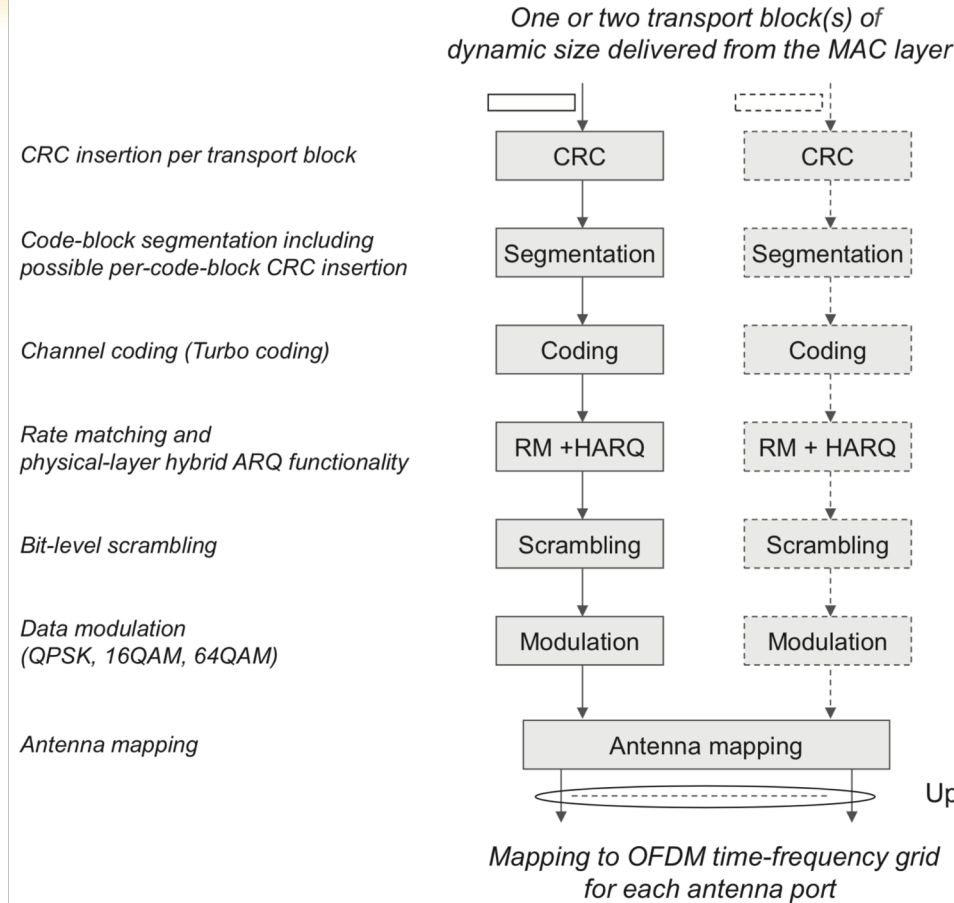 One or two transport block(s) of
dynamic size delivered from the MAC layer
CRC insertion per transport block
CRC
CRC
Code-block segmentation including
possible per-code-block CRC insertion
Segmentation
Segmentation
Channel coding (Turbo coding)
Coding
Coding
Rate matching and
physical-layer hybrid ARQ functionality
RM +HARQ
RM + HARQ
Bit-level scrambling
Scrambling
Scrambling
Data modulation
(QPSK, 16QAM, 64QAM)
Modulation
Modulation
Antenna mapping
Antenna mapping
Up
Mapping to OFDM time-frequency grid
for each antenna port